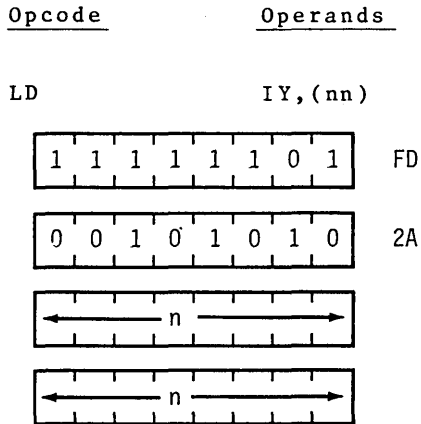 Opcode Operands
LD IY,(nn)
1 1 1 1 1 1 0 1 FD
0 0 1 0 1 0 1 0 2A
n
n